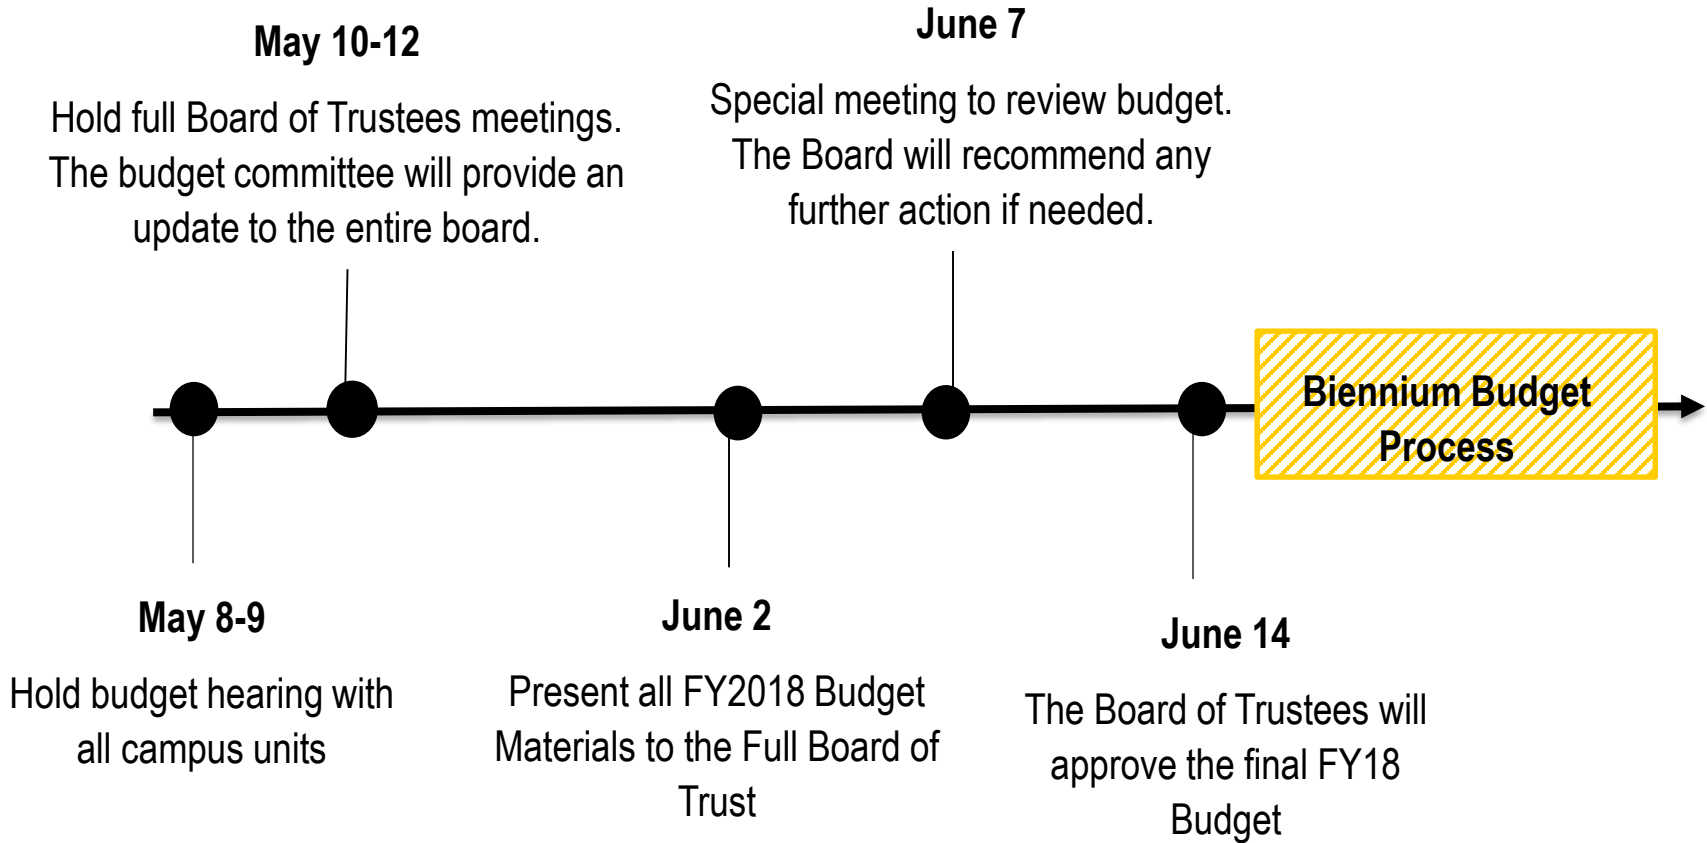 May 10-12
Hold full Board of Trustees meetings.
The budget committee will provide an
update to the entire board.
June 7
Special meeting to review budget.
The Board will recommend any
further action if needed.
Biennium Budget
Process
May 8-9
Hold budget hearing with
all campus units
June 2
Present all FY2018 Budget
Materials to the Full Board of
Trust
June 14
The Board of Trustees will
approve the final FY18
Budget